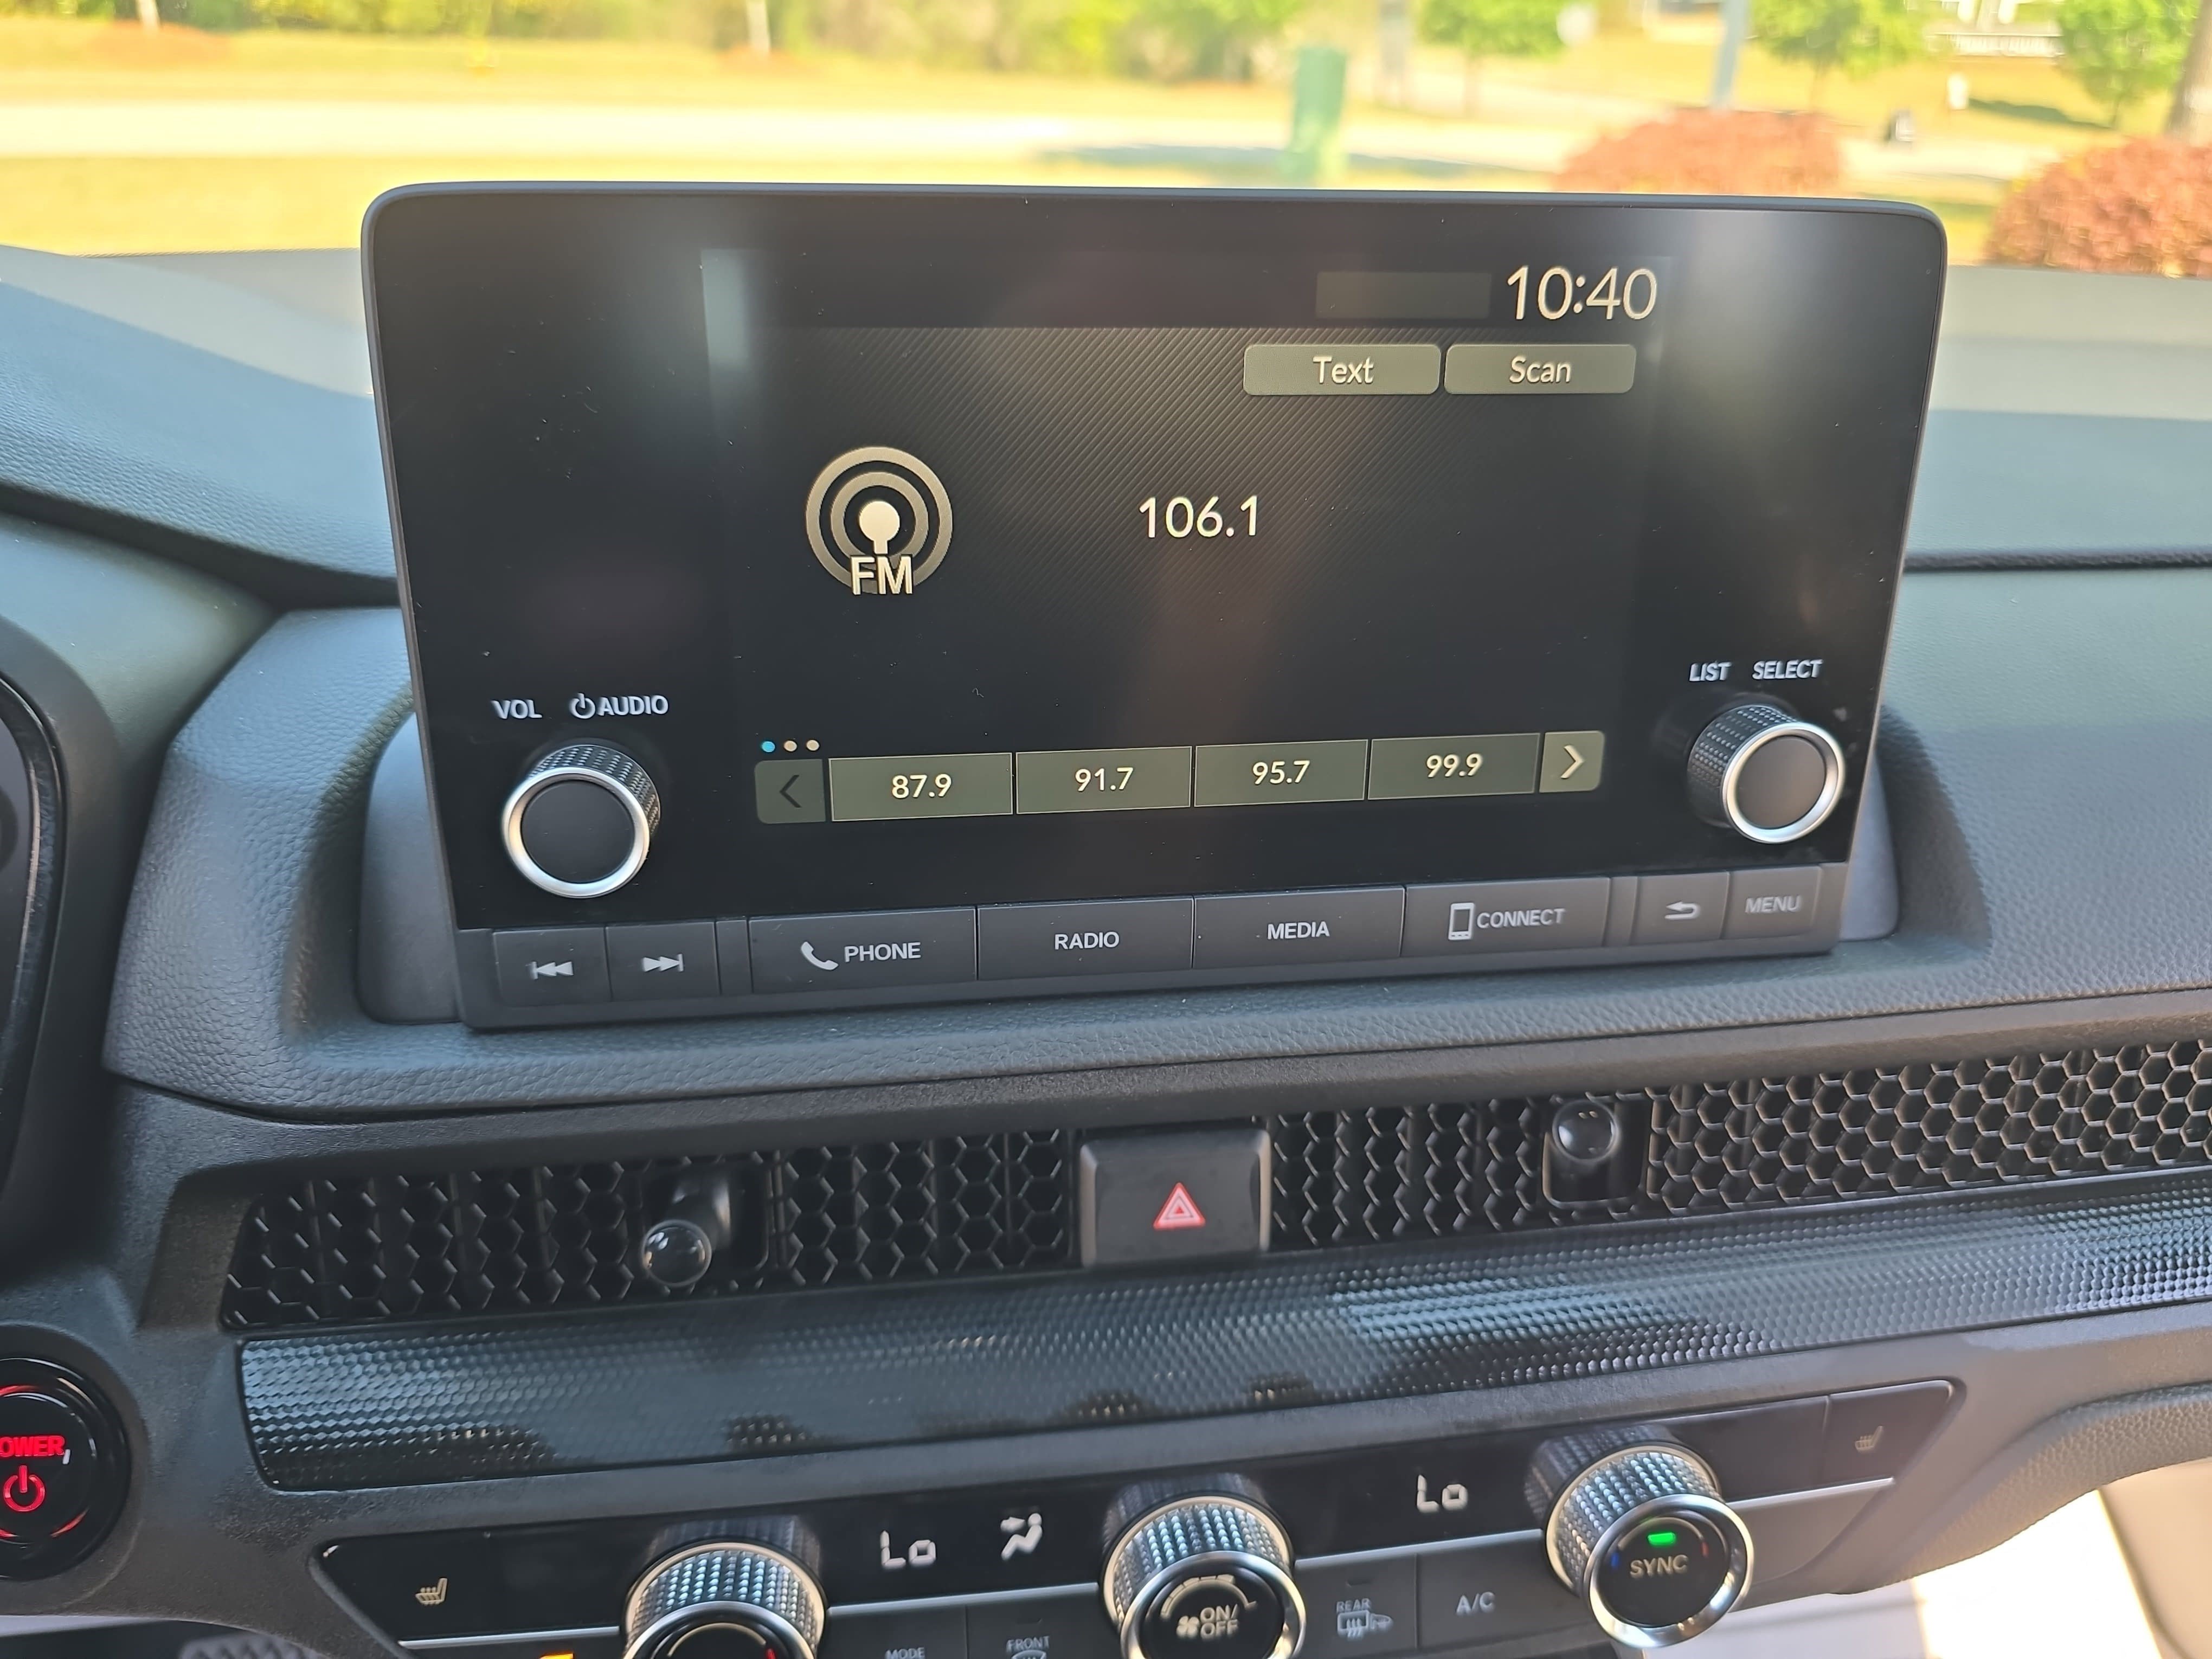 10:40
Text Scan
106.1
FM
LIST SELECT
VOL AUDIO
87.9 91.7 95.7 99.9
PHONE RADIO MEDIA CONNECT MENU
OWER
Lo Lo
SYNC
ON/
OFF
REAR
A/C
MODE
FRONT